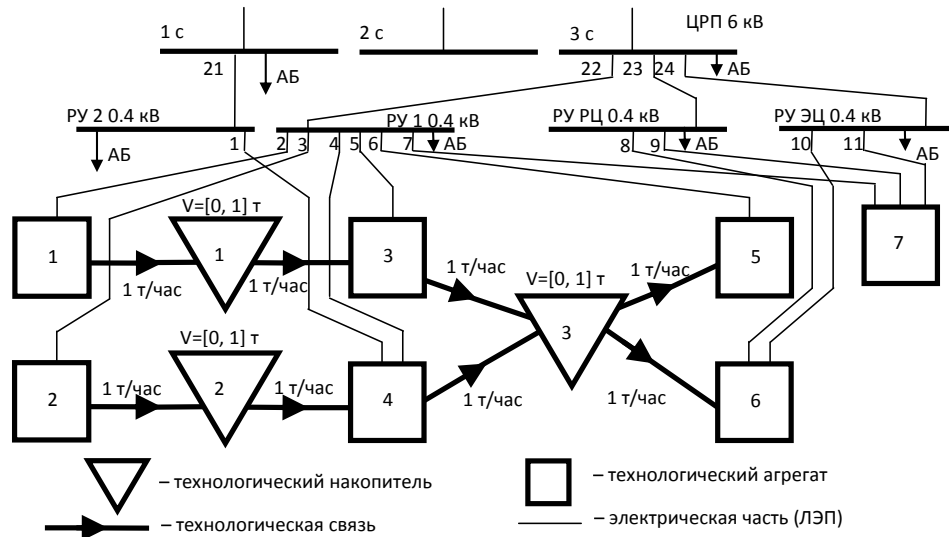 1 с 2 с 3 с ЦРП 6 кВ
21 АБ 22 23 24 АБ
РУ 2 0.4 кВ РУ 1 0.4 кВ РУ РЦ 0.4 кВ РУ ЭЦ 0.4 кВ
АБ 1 2 3 4 5 6 7 АБ 8 9 АБ 10 11 АБ
V=[0, 1] т
1 1 3 5 7
1 т/час 1 т/час 1 т/час V=[0, 1] т 1 т/час
3
V=[0, 1] т
2 1 т/час 2 1 т/час 4 1 т/час 1 т/час 6
– технологический накопитель – технологический агрегат
– технологическая связь – электрическая часть (ЛЭП)